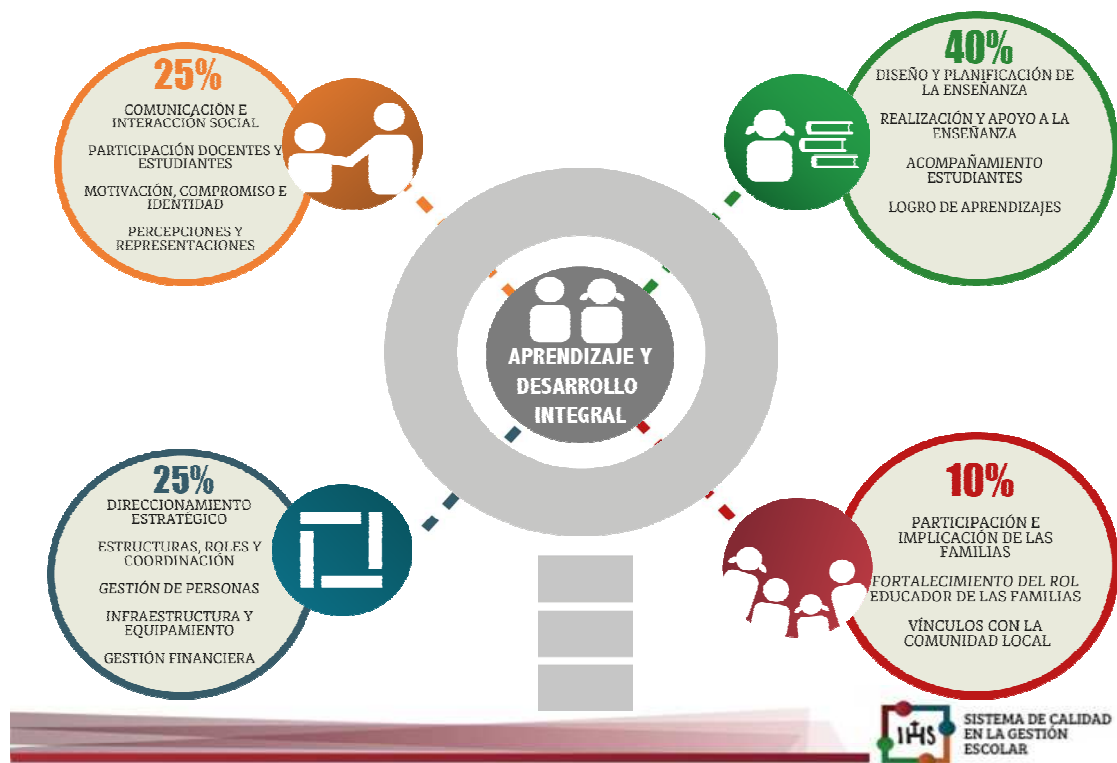 25%
COMUNICACIÓN E
INTERACCIÓN SOCIAL
PARTICIPACIÓN DOCENTES Y
ESTUDIANTES
MOTIVACIÓN, COMPROMISO E
IDENTIDAD
PERCEPCIONES Y
REPRESENTACIONES
40%
DISEÑO Y PLANIFICACIÓN DE
LA ENSEÑANZA
REALIZACIÓN Y APOYO A LA
ENSEÑANZA
ACOMPAÑAMIENTO
ESTUDIANTES
LOGRO DE APRENDIZAJES
APRENDIZAJE Y
DESARROLLO
INTEGRAL
25%
DIRECCIONAMIENTO
ESTRATÉGICO
ESTRUCTURAS, ROLES Y
COORDINACIÓN
GESTIÓN DE PERSONAS
INFRAESTRUCTURA Y
EQUIPAMIENTO
GESTIÓN FINANCIERA
10%
PARTICIPACIÓN E
IMPLICACIÓN DE LAS
FAMILIAS
FORTALECIMIENTO DEL ROL
EDUCADOR DE LAS FAMILIAS
VÍNCULOS CON LA
COMUNIDAD LOCAL
IHS
SISTEMA DE CALIDAD
EN LA GESTIÓN
ESCOLAR